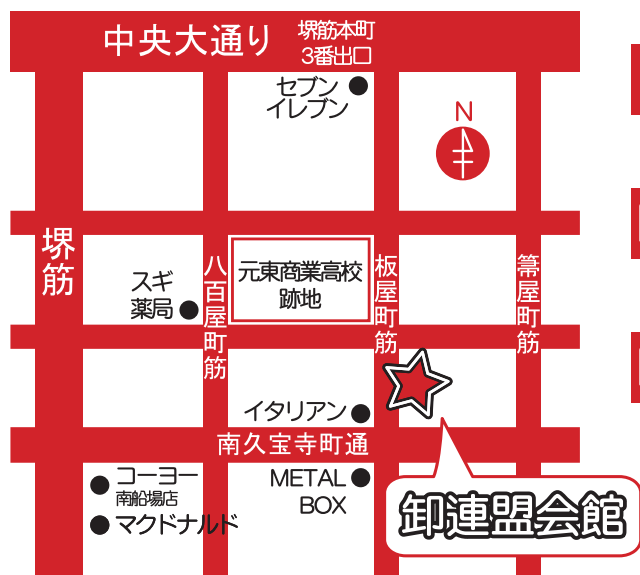 中央大通り
堺筋本町
3番出口
セブン
イレブン
N
堺筋
八百屋町筋
元東商業高校
跡地
板屋町筋
箒屋町筋
スギ
薬局
イタリアン
南久宝寺町通
コーヨー
南船場店
マクドナルド
METAL
BOX
卸連盟会館